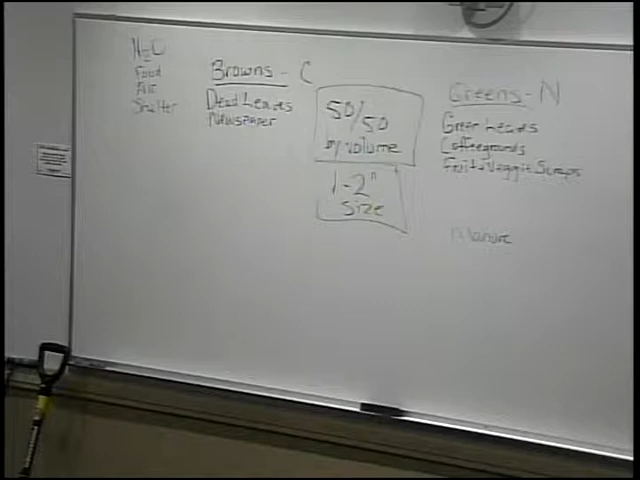 H2O
Food
Air
Shelter
Browns - C
Dead Leaves
Newspaper
50/50
by volume
1-2"
Size
Greens - N
Green Leaves
Coffeegrounds
Fruit + Veggie Scraps
Manure